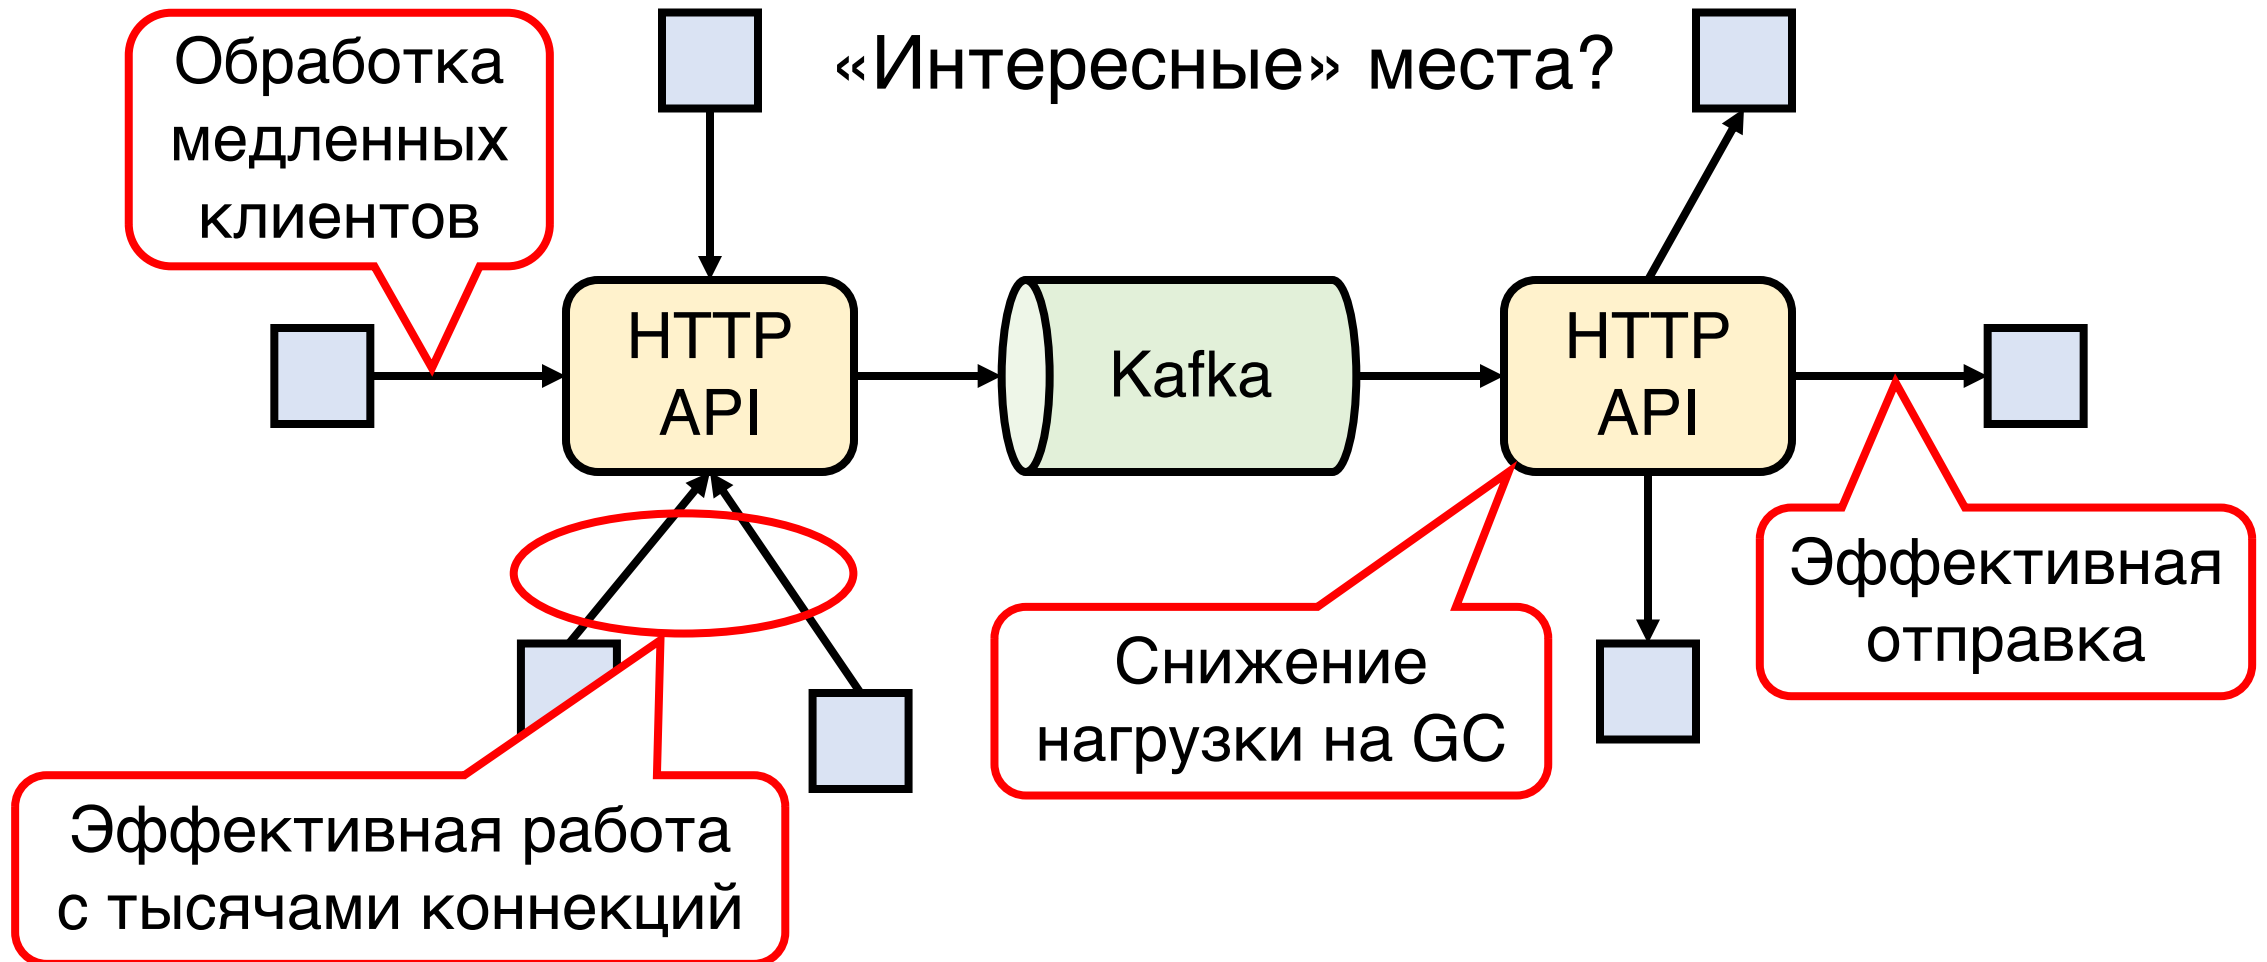 Обработка
медленных
клиентов
«Интересные» места?
HTTP
API
Kafka
HTTP
API
Эффективная
отправка
Снижение
нагрузки на GC
Эффективная работа
с тысячами коннекций